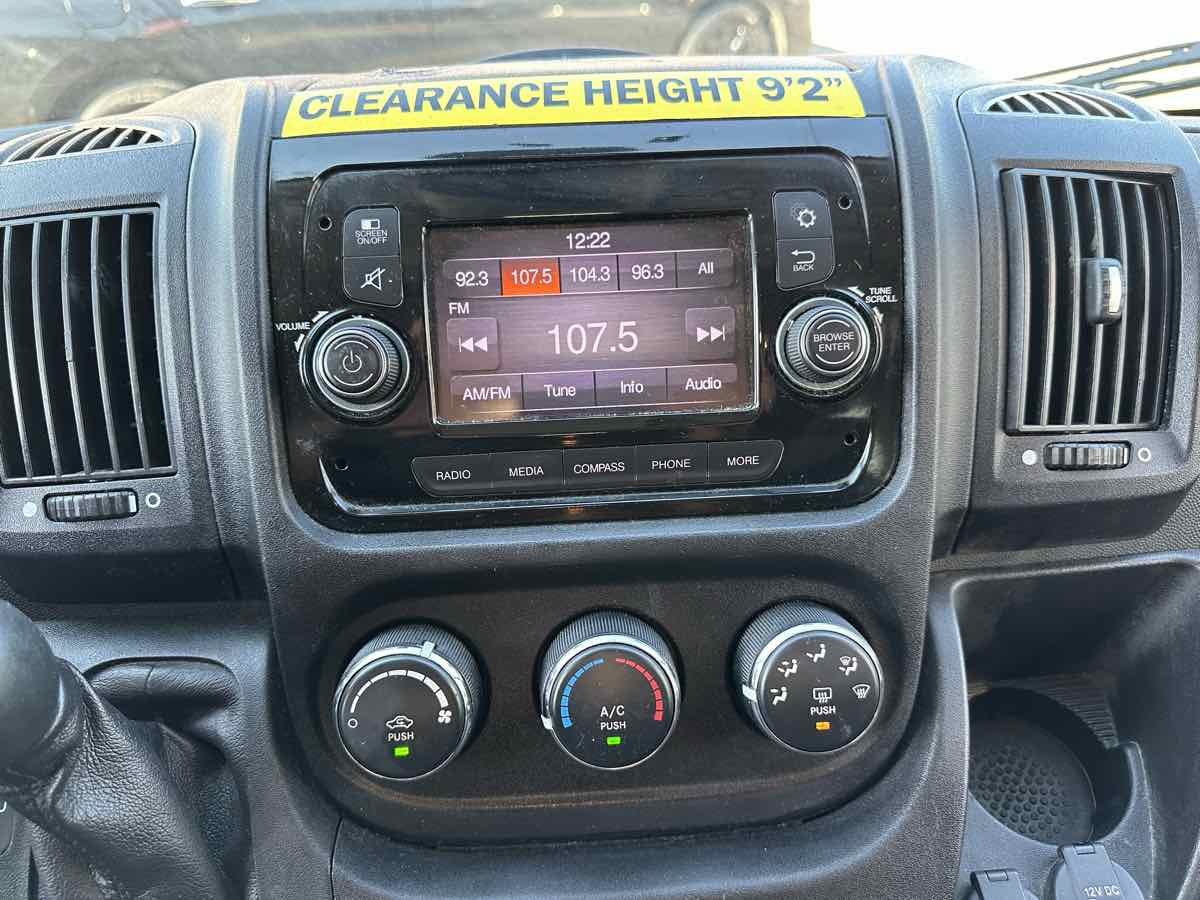 CLEARANCE HEIGHT 9'2"
SCREEN
ON/OFF
BACK
VOLUME
TUNE
SCROLL
BROWSE
ENTER
12:22
92.3 107.5 104.3 96.3 All
FM
107.5
AM/FM Tune Info Audio
RADIO MEDIA COMPASS PHONE MORE
PUSH
A/C
PUSH
PUSH
12V DC